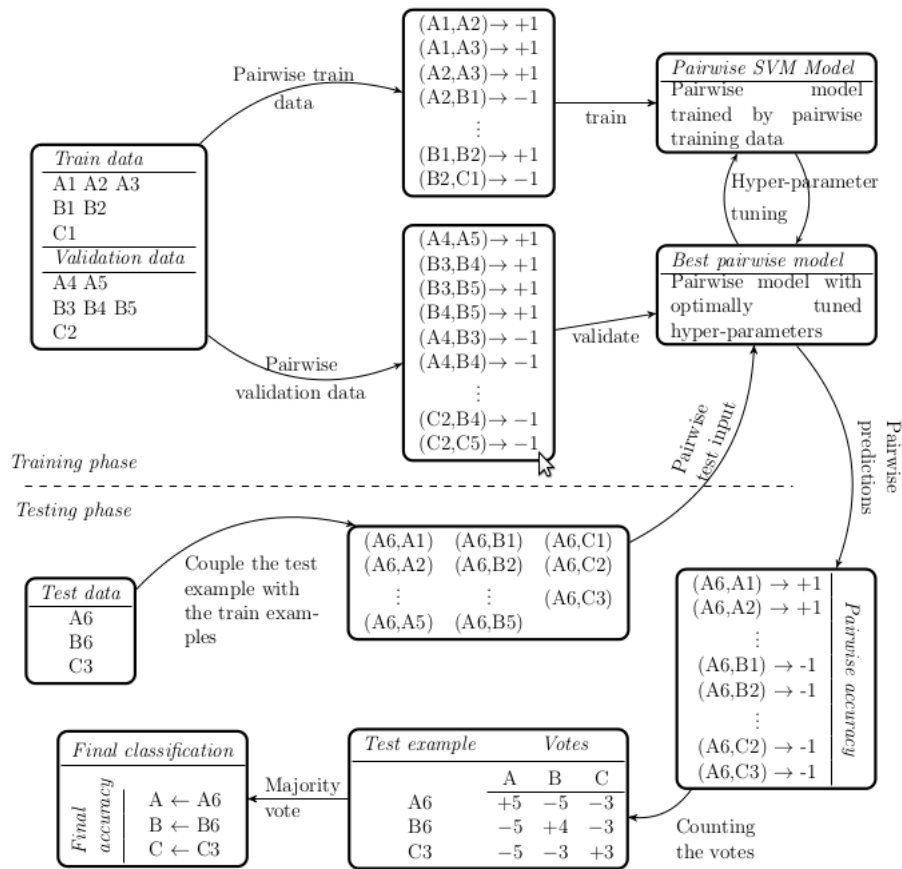 Pairwise train
data
(A1,A2)→ +1
(A1,A3)→ +1
(A2,A3)→ +1
(A2,B1)→ −1
⋮
(B1,B2)→ +1
(B2,C1)→ −1
train
Pairwise SVM Model
Pairwise model
trained by pairwise
training data
Train data
A1 A2 A3
B1 B2
C1
Validation data
A4 A5
B3 B4 B5
C2
Hyper-parameter
tuning
(A4,A5)→ +1
(B3,B4)→ +1
(B3,B5)→ +1
(B4,B5)→ +1
(A4,B3)→ −1
(A4,B4)→ −1
⋮
(C2,B4)→ −1
(C2,C5)→ −1
Pairwise
validation data
validate
Best pairwise model
Pairwise model with
optimally tuned
hyper-parameters
Training phase
Testing phase
Pairwise
test input
Pairwise
predictions
Test data
A6
B6
C3
Couple the test
example with
the train exam-
ples
(A6,A1) (A6,B1) (A6,C1)
(A6,A2) (A6,B2) (A6,C2)
⋮ ⋮ (A6,C3)
(A6,A5) (A6,B5)
(A6,A1) → +1
(A6,A2) → +1
⋮
(A6,B1) → -1
(A6,B2) → -1
⋮
(A6,C2) → -1
(A6,C3) → -1
Pairwise accuracy
Counting
the votes
Test example Votes
A B C
A6 +5 −5 −3
B6 −5 +4 −3
C3 −5 −3 +3
Majority
vote
Final classification
Final
accuracy
A ← A6
B ← B6
C ← C3